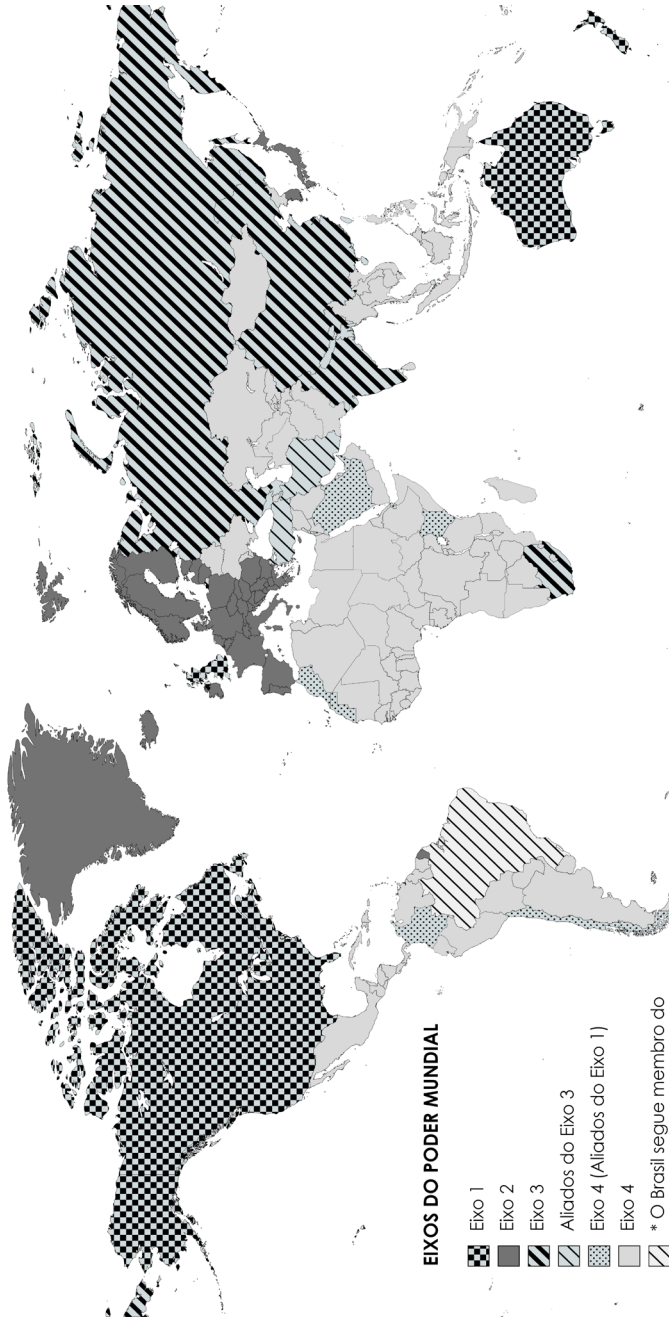 EIXOS DO PODER MUNDIAL
Eixo 1
Eixo 2
Eixo 3
Aliados do Eixo 3
Eixo 4 (Aliados do Eixo 1)
Eixo 4
* O Brasil segue membro do